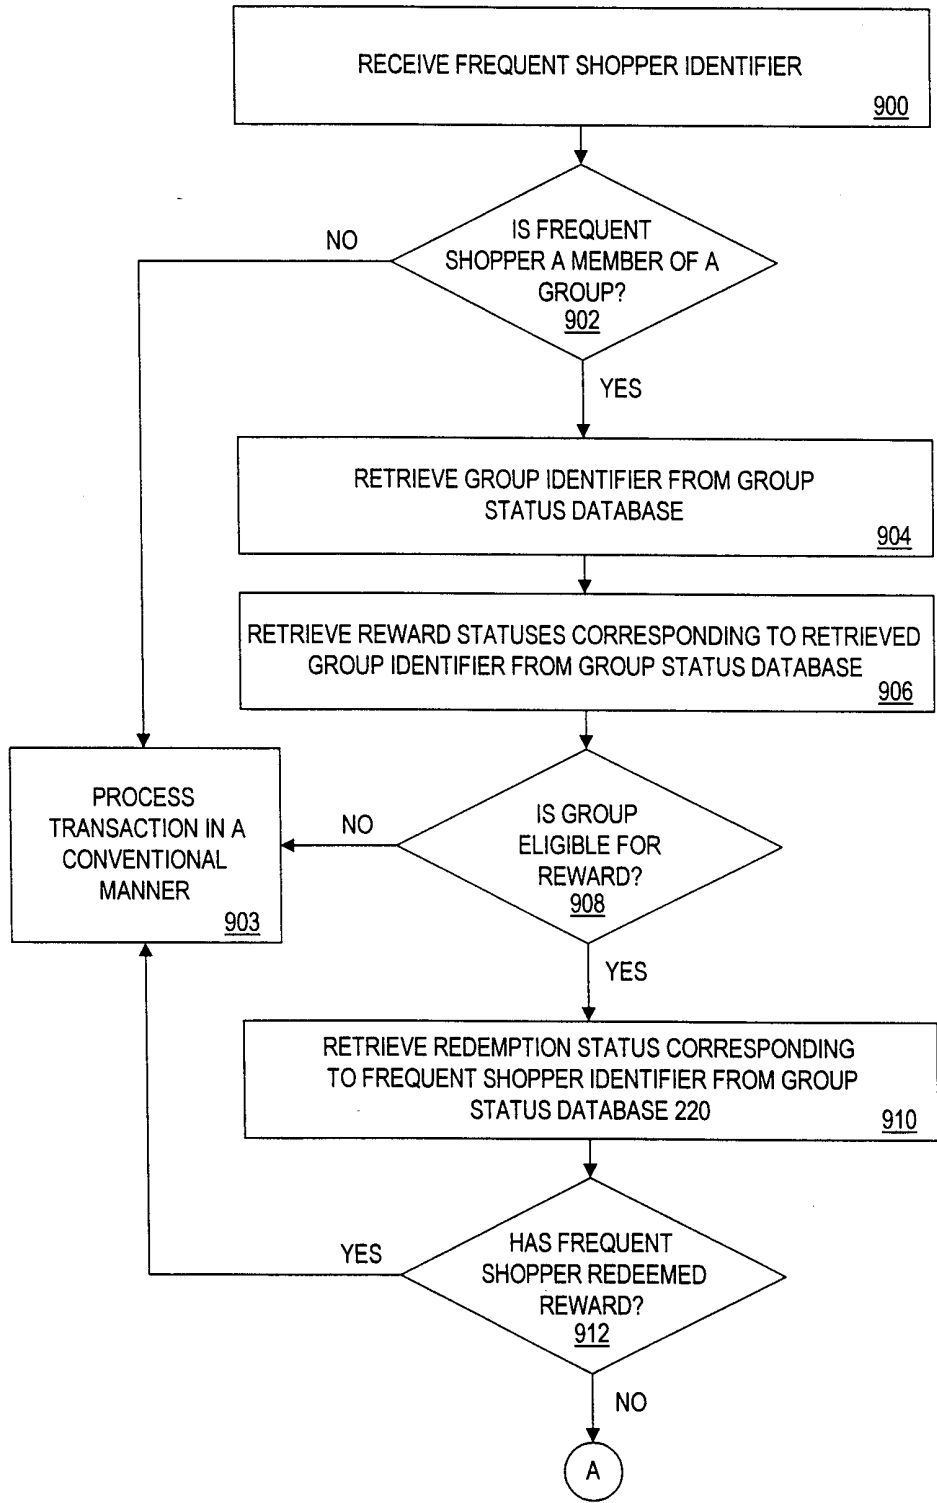 RECEIVE FREQUENT SHOPPER IDENTIFIER
900
IS FREQUENT
SHOPPER A MEMBER OF A
GROUP?
902
NO
YES
RETRIEVE GROUP IDENTIFIER FROM GROUP
STATUS DATABASE
904
RETRIEVE REWARD STATUSES CORRESPONDING TO RETRIEVED
GROUP IDENTIFIER FROM GROUP STATUS DATABASE
906
PROCESS
TRANSACTION IN A
CONVENTIONAL
MANNER
903
NO
IS GROUP
ELIGIBLE FOR
REWARD?
908
YES
RETRIEVE REDEMPTION STATUS CORRESPONDING
TO FREQUENT SHOPPER IDENTIFIER FROM GROUP
STATUS DATABASE 220
910
YES
HAS FREQUENT
SHOPPER REDEEMED
REWARD?
912
NO
A